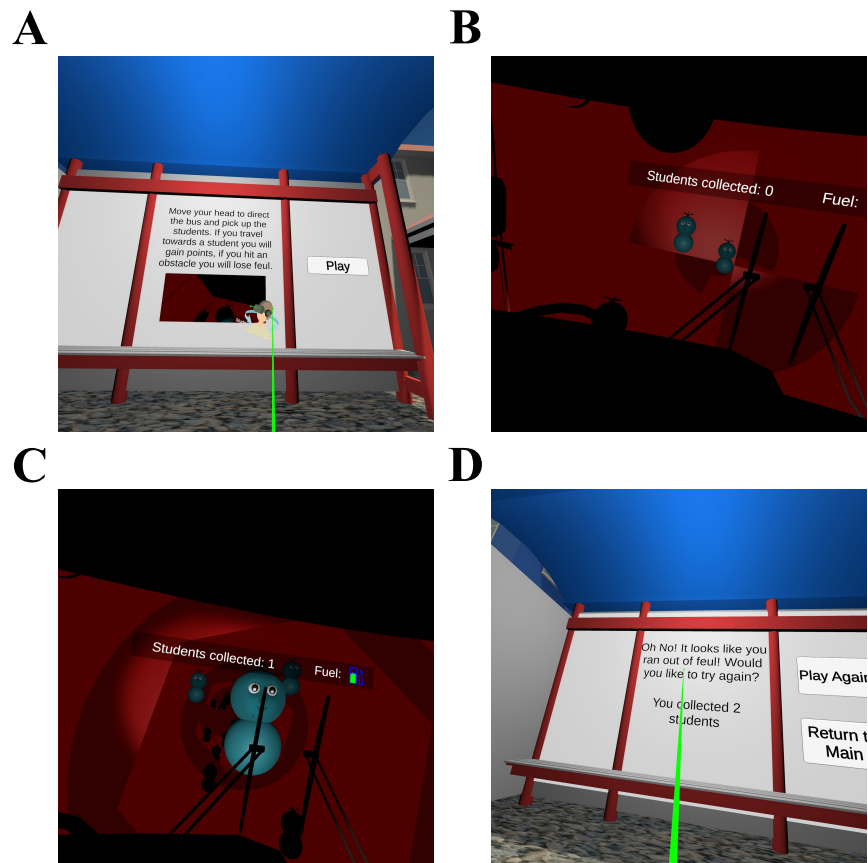 A
B
Move your head to direct
the bus and pick up the
students. If you travel
towards a student you will
gain points, if you hit an
obstacle you will lose feul.
Play
Students collected: 0
Fuel:
C
D
Students collected: 1
Fuel:
Oh No! It looks like you
ran out of feul! Would
you like to try again?
You collected 2
students
Play Again
Return t
Main